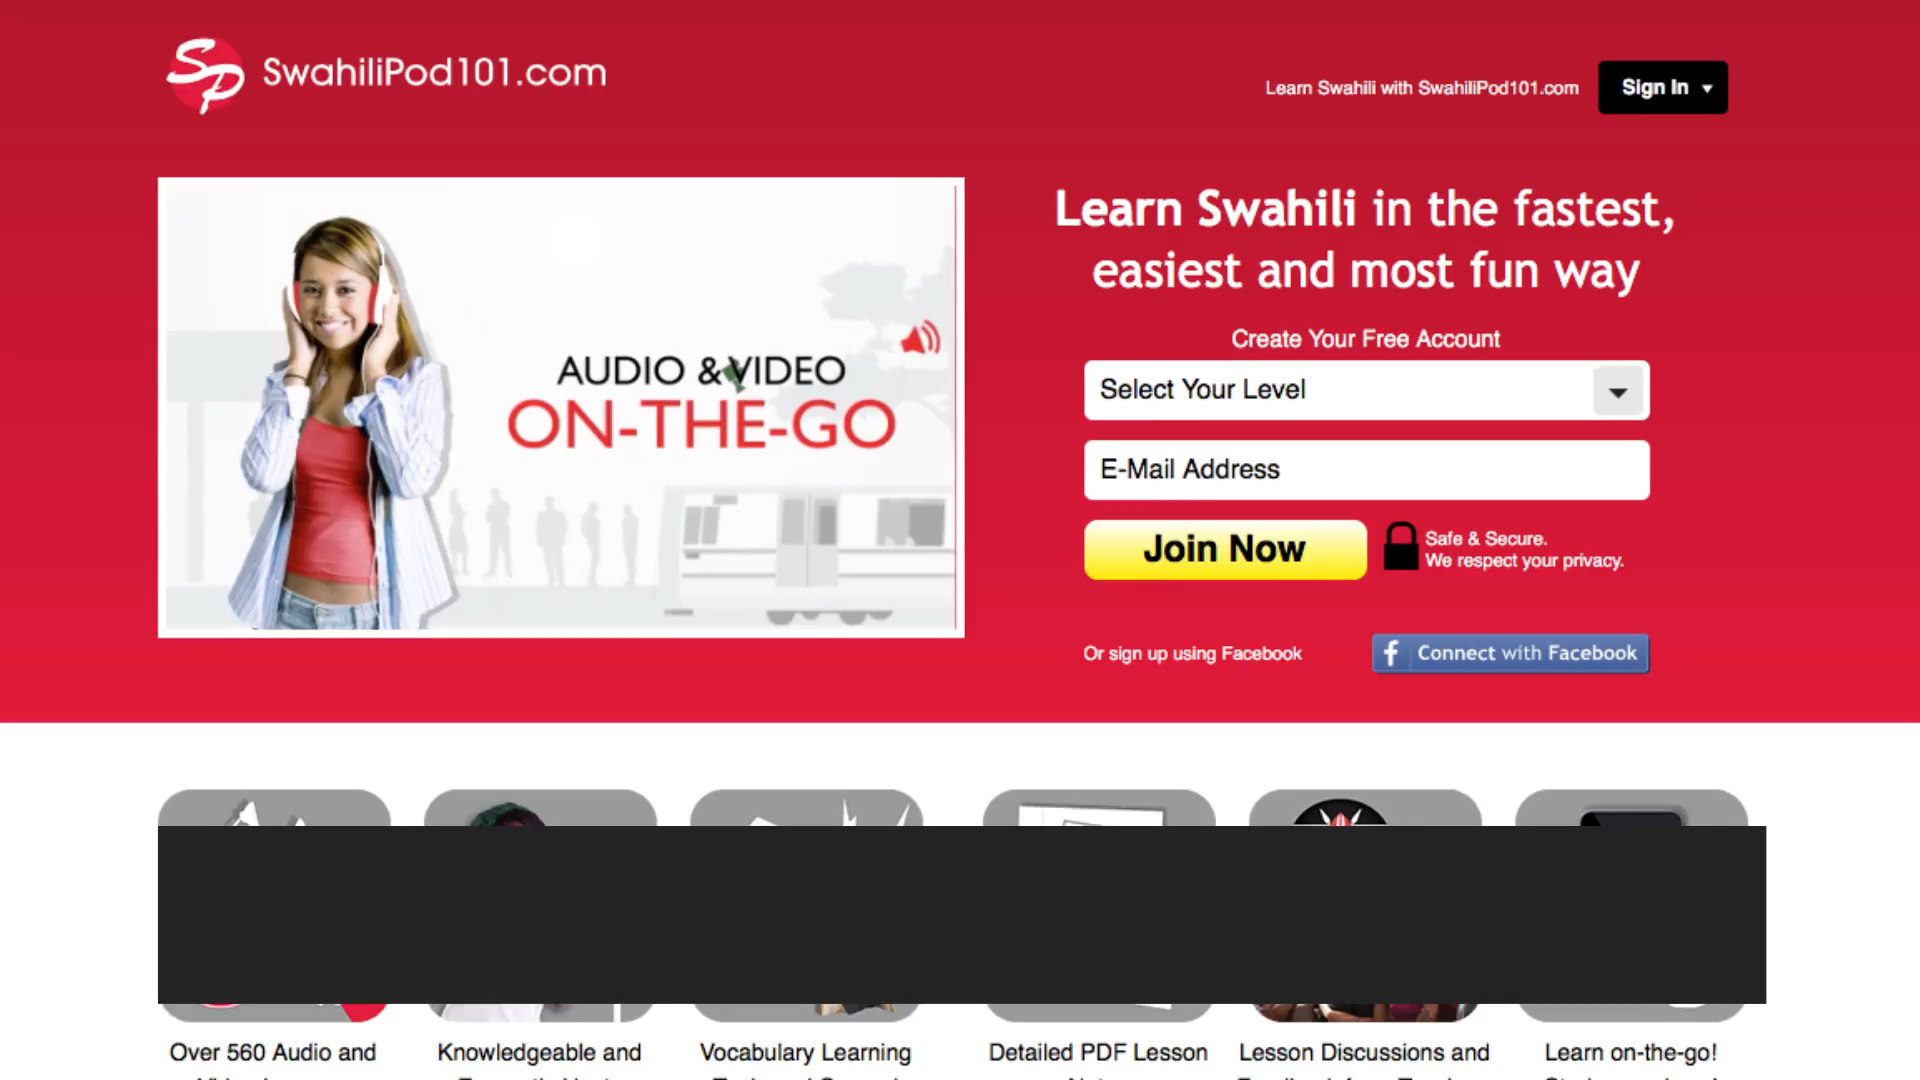 SP SwahiliPod101.com
Learn Swahili with SwahiliPod101.com
Sign In
AUDIO & VIDEO
ON-THE-GO
Learn Swahili in the fastest,
easiest and most fun way
Create Your Free Account
Select Your Level
E-Mail Address
Join Now
Safe & Secure.
We respect your privacy.
Or sign up using Facebook
f Connect with Facebook
Over 560 Audio and
Knowledgeable and
Vocabulary Learning
Detailed PDF Lesson
Lesson Discussions and
Learn on-the-go!